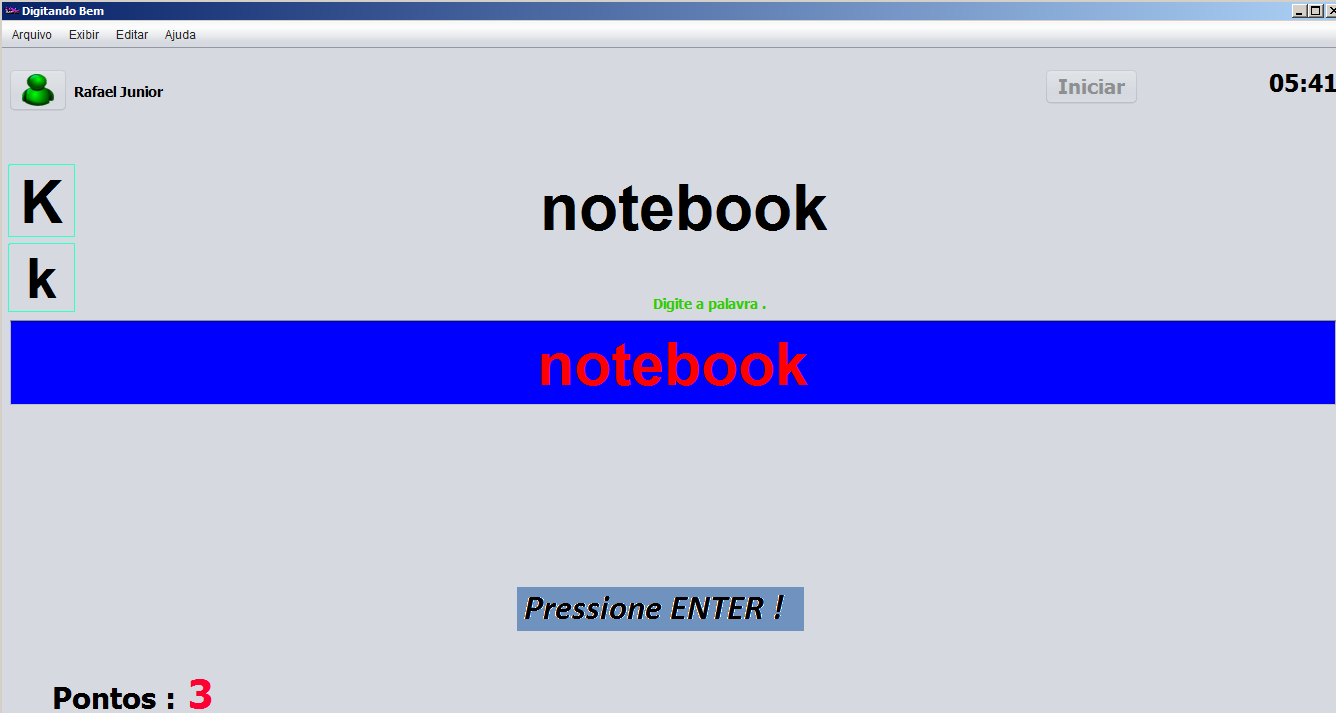 Digitando Bem
Arquivo Exibir Editar Ajuda
Rafael Junior
Iniciar
05:41
K
notebook
k
Digite a palavra .
notebook
Pressione ENTER !
Pontos : 3